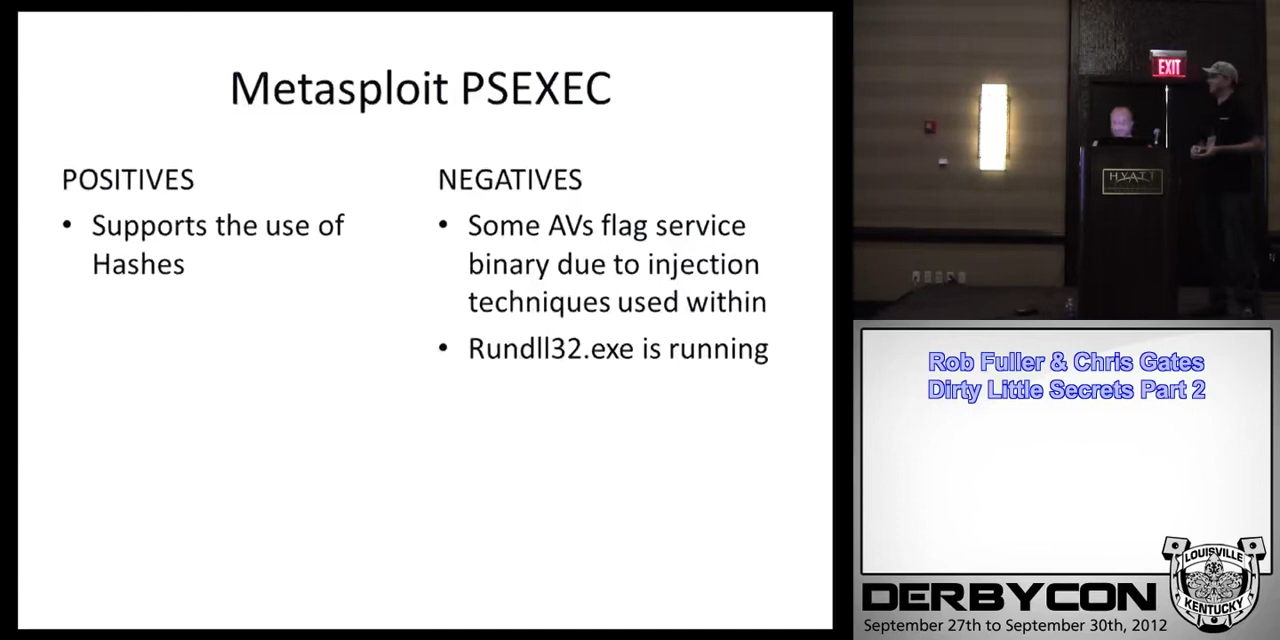 Metasploit PSEXEC
POSITIVES
• Supports the use of
Hashes
NEGATIVES
• Some AVs flag service
binary due to injection
techniques used within
• Rundll32.exe is running
EXIT
HYATT
Rob Fuller & Chris Gates
Dirty Little Secrets Part 2
LOUISVILLE
KENTUCKY
DERBYCON
September 27th to September 30th, 2012